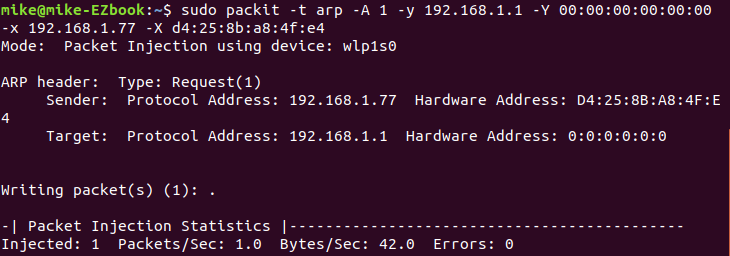 mike@mike-EZbook:~$ sudo packit -t arp -A 1 -y 192.168.1.1 -Y 00:00:00:00:00:00
-x 192.168.1.77 -X d4:25:8b:a8:4f:e4
Mode:  Packet Injection using device: wlp1s0
ARP header:  Type: Request(1)
Sender:  Protocol Address: 192.168.1.77  Hardware Address: D4:25:8B:A8:4F:E
4
Target:  Protocol Address: 192.168.1.1  Hardware Address: 0:0:0:0:0:0
Writing packet(s) (1): .
-| Packet Injection Statistics |--------------------------------------------
Injected: 1  Packets/Sec: 1.0  Bytes/Sec: 42.0  Errors: 0